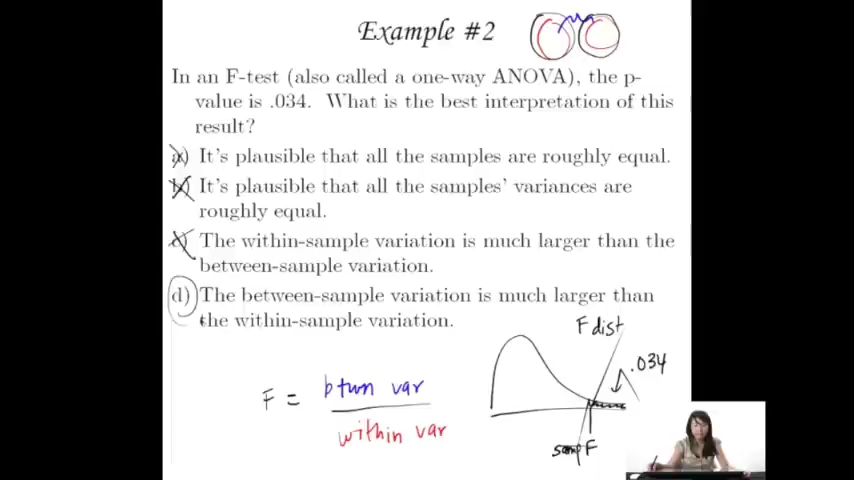 Example #2
In an F-test (also called a one-way ANOVA), the p-
value is .034. What is the best interpretation of this
result?
a) It's plausible that all the samples are roughly equal.
b) It's plausible that all the samples' variances are
roughly equal.
c) The within-sample variation is much larger than the
between-sample variation.
d) The between-sample variation is much larger than
the within-sample variation.
F dist
.034
F = btwn var
within var
samp F